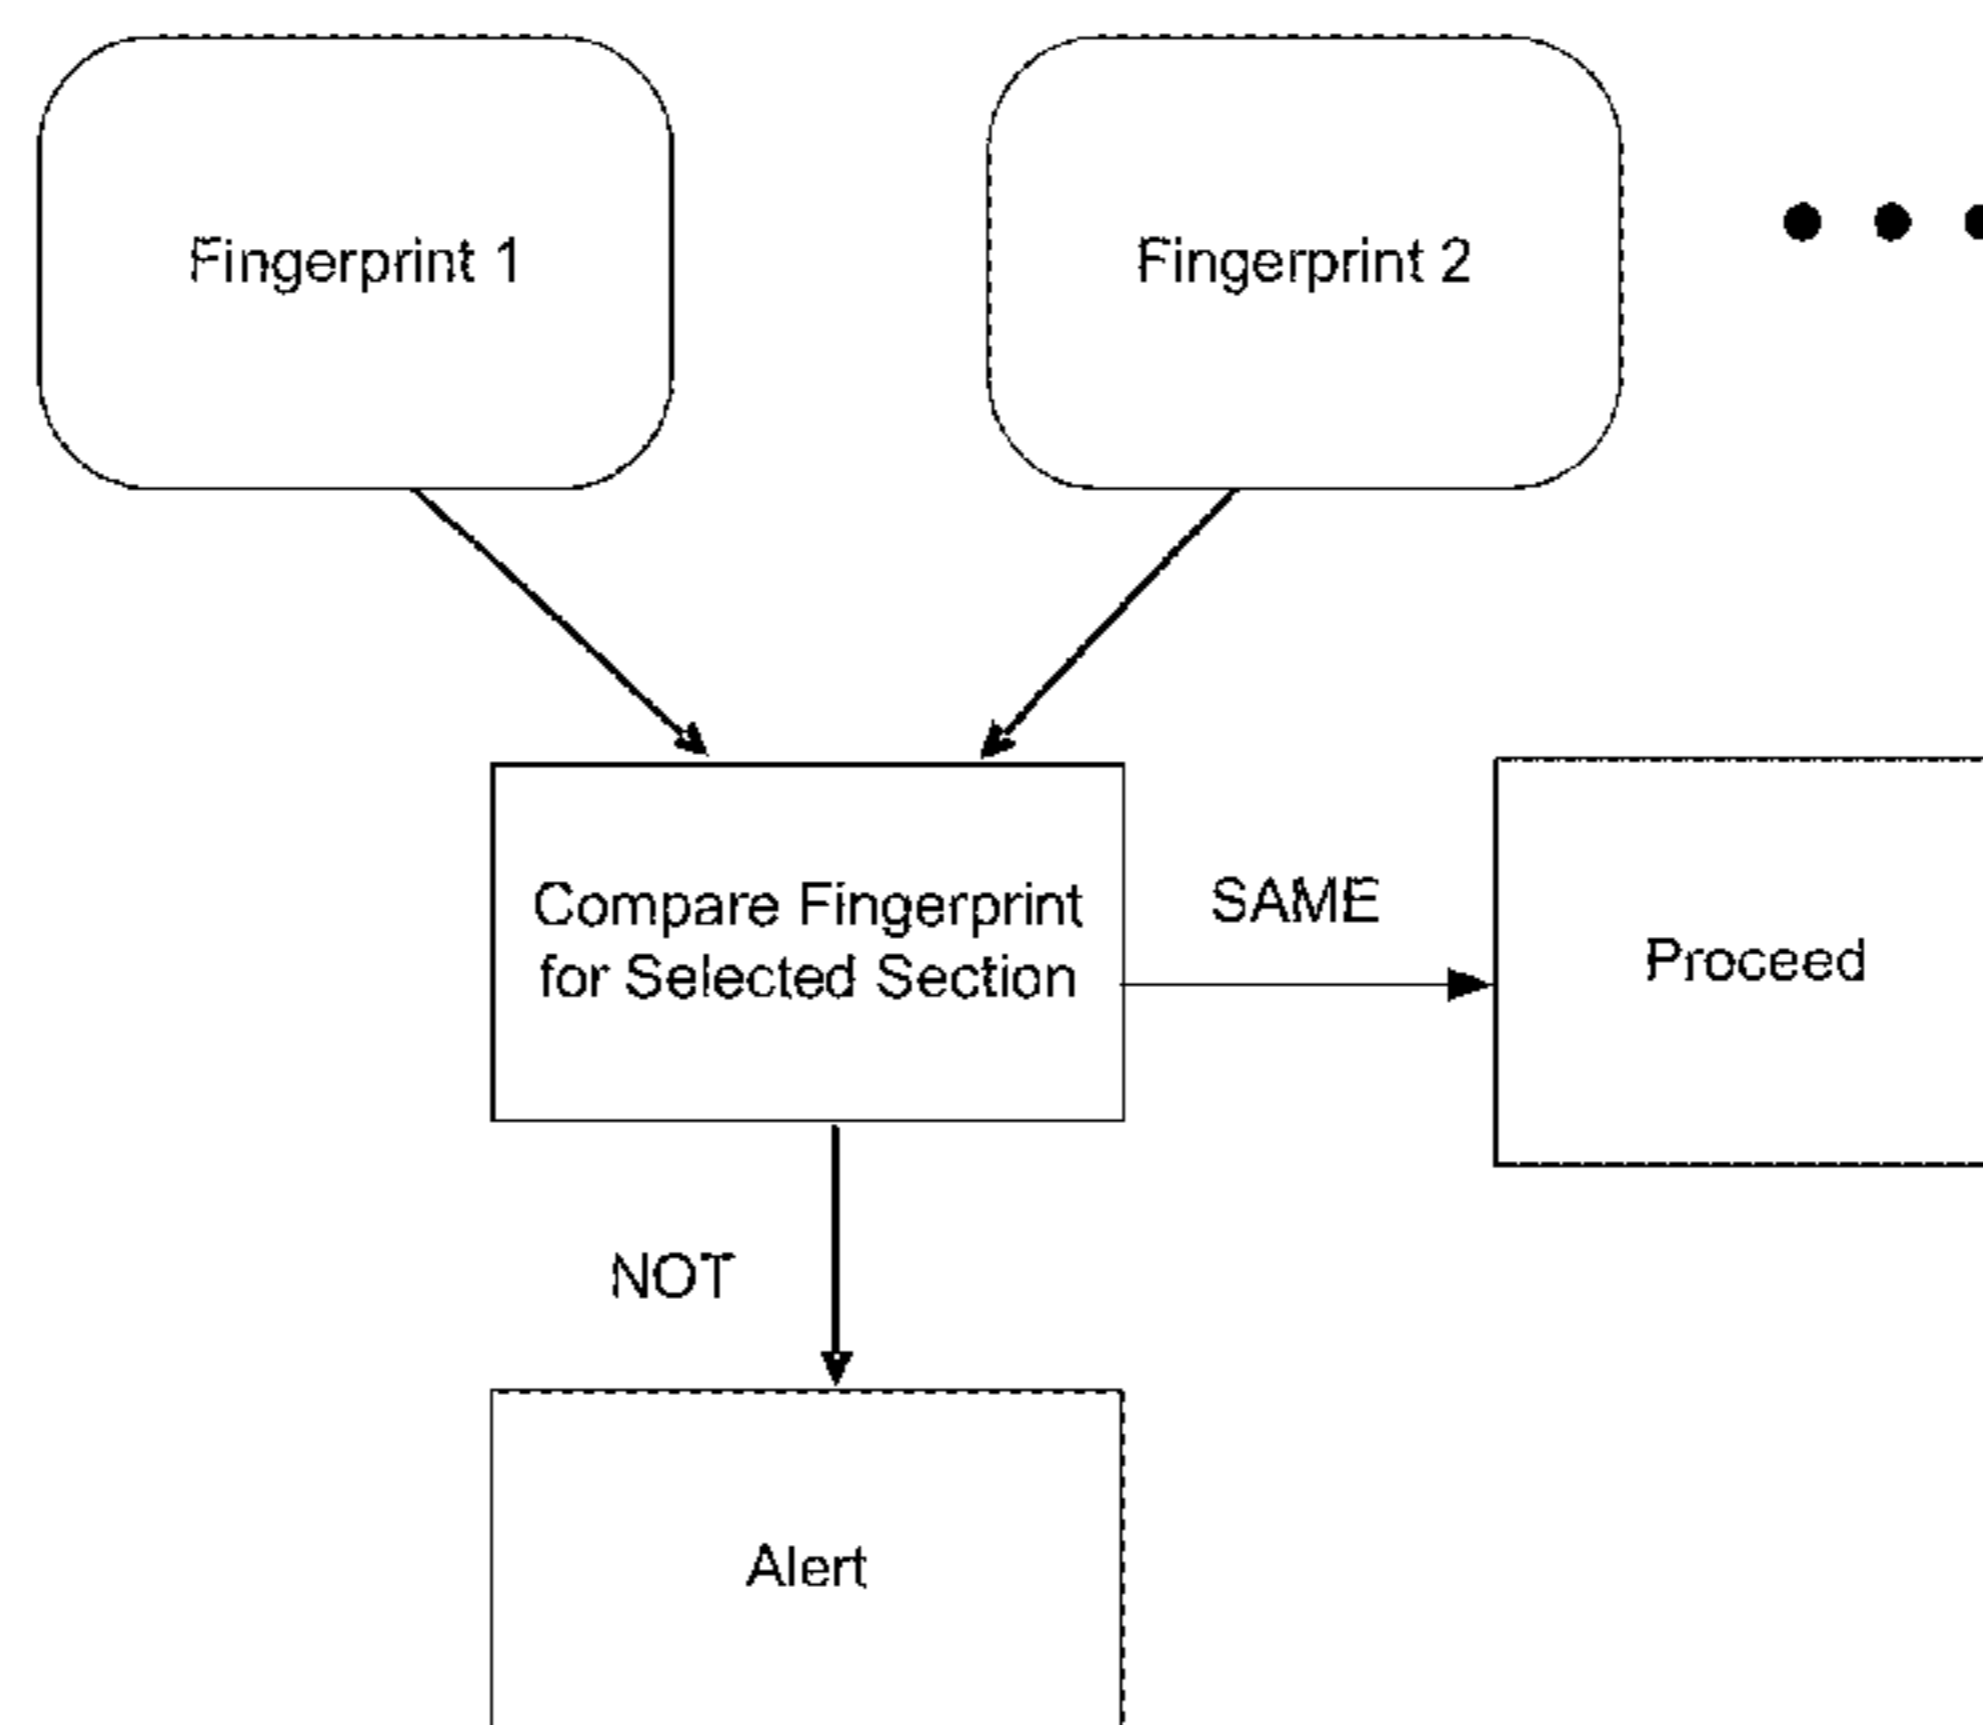 Fingerprint 1
Fingerprint 2
Compare Fingerprint
for Selected Section
SAME
Proceed
NOT
Alert